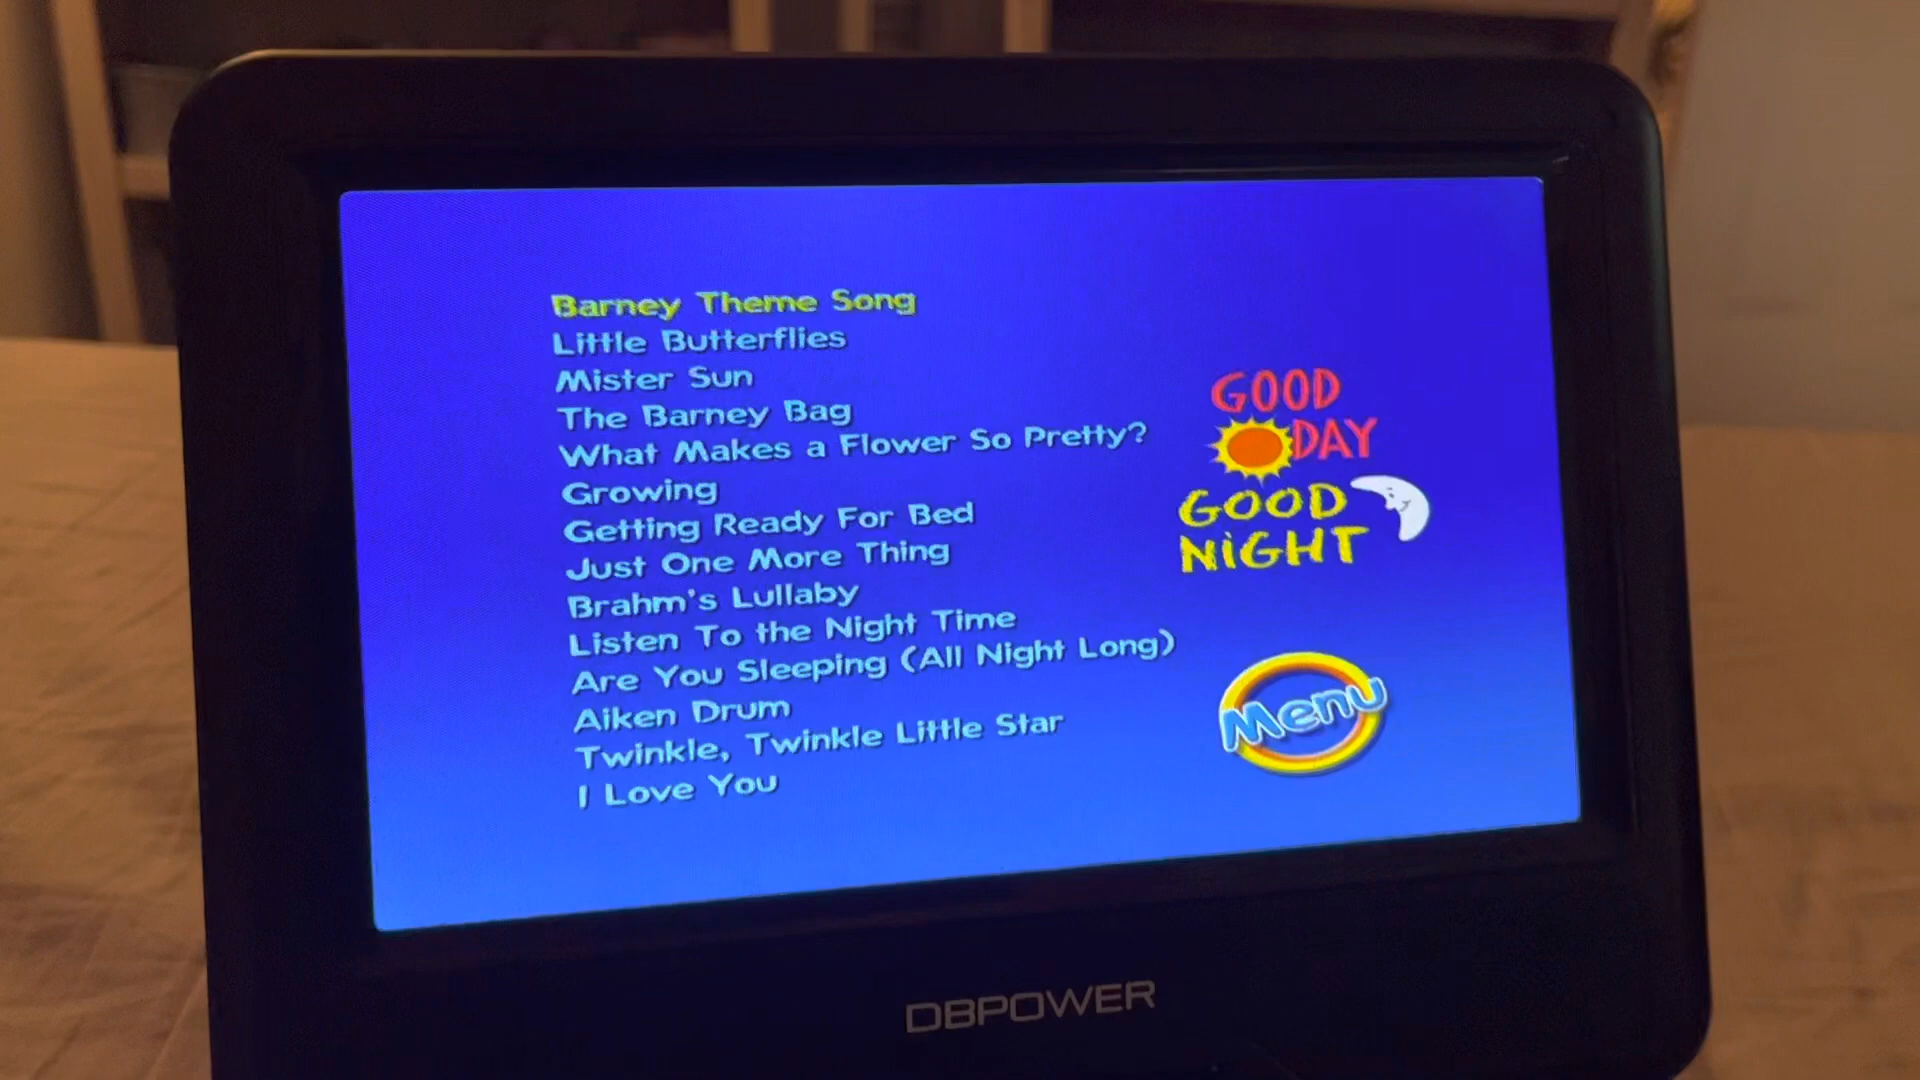 Barney Theme Song
Little Butterflies
Mister Sun
The Barney Bag
What Makes a Flower So Pretty?
Growing
Getting Ready For Bed
Just One More Thing
Brahm's Lullaby
Listen To the Night Time
Are You Sleeping (All Night Long)
Aiken Drum
Twinkle, Twinkle Little Star
I Love You
GOOD
DAY
GOOD
NiGHT
Menu
DBPOWER